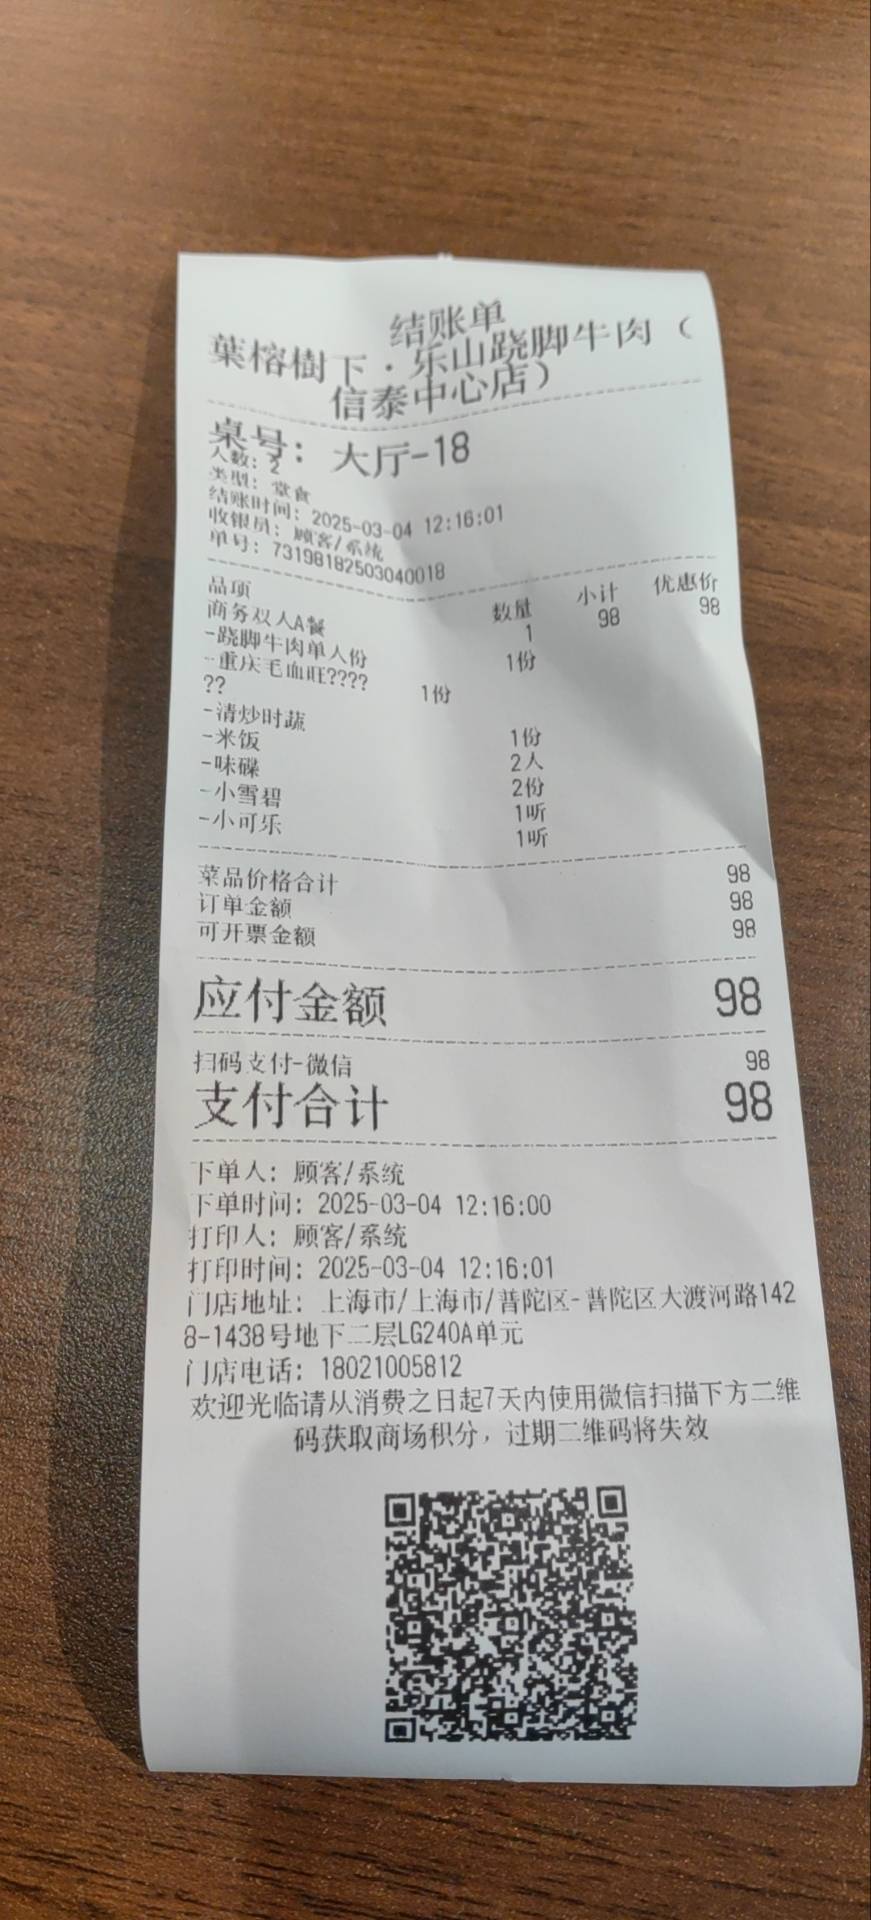 结账单
葉榕樹下·乐山跷脚牛肉（
信泰中心店）
桌号： 大厅-18
人数：2
类型：堂食
结账时间：2025-03-04 12:16:01
收银员：顾客/系统
单号：73198182503040018
品项 数量 小计 优惠价
商务双人A餐 1 98 98
-跷脚牛肉单人份 1份
-重庆毛血旺???? 1份
??
-清炒时蔬 1份
-米饭 2人
-味碟 2份
-小雪碧 1听
-小可乐 1听
菜品价格合计 98
订单金额 98
可开票金额 98
应付金额 98
扫码支付-微信 98
支付合计 98
下单人：顾客/系统
下单时间：2025-03-04 12:16:00
打印人：顾客/系统
打印时间：2025-03-04 12:16:01
门店地址：上海市/上海市/普陀区-普陀区大渡河路142
8-1438号地下二层LG240A单元
门店电话：18021005812
欢迎光临请从消费之日起7天内使用微信扫描下方二维
码获取商场积分，过期二维码将失效